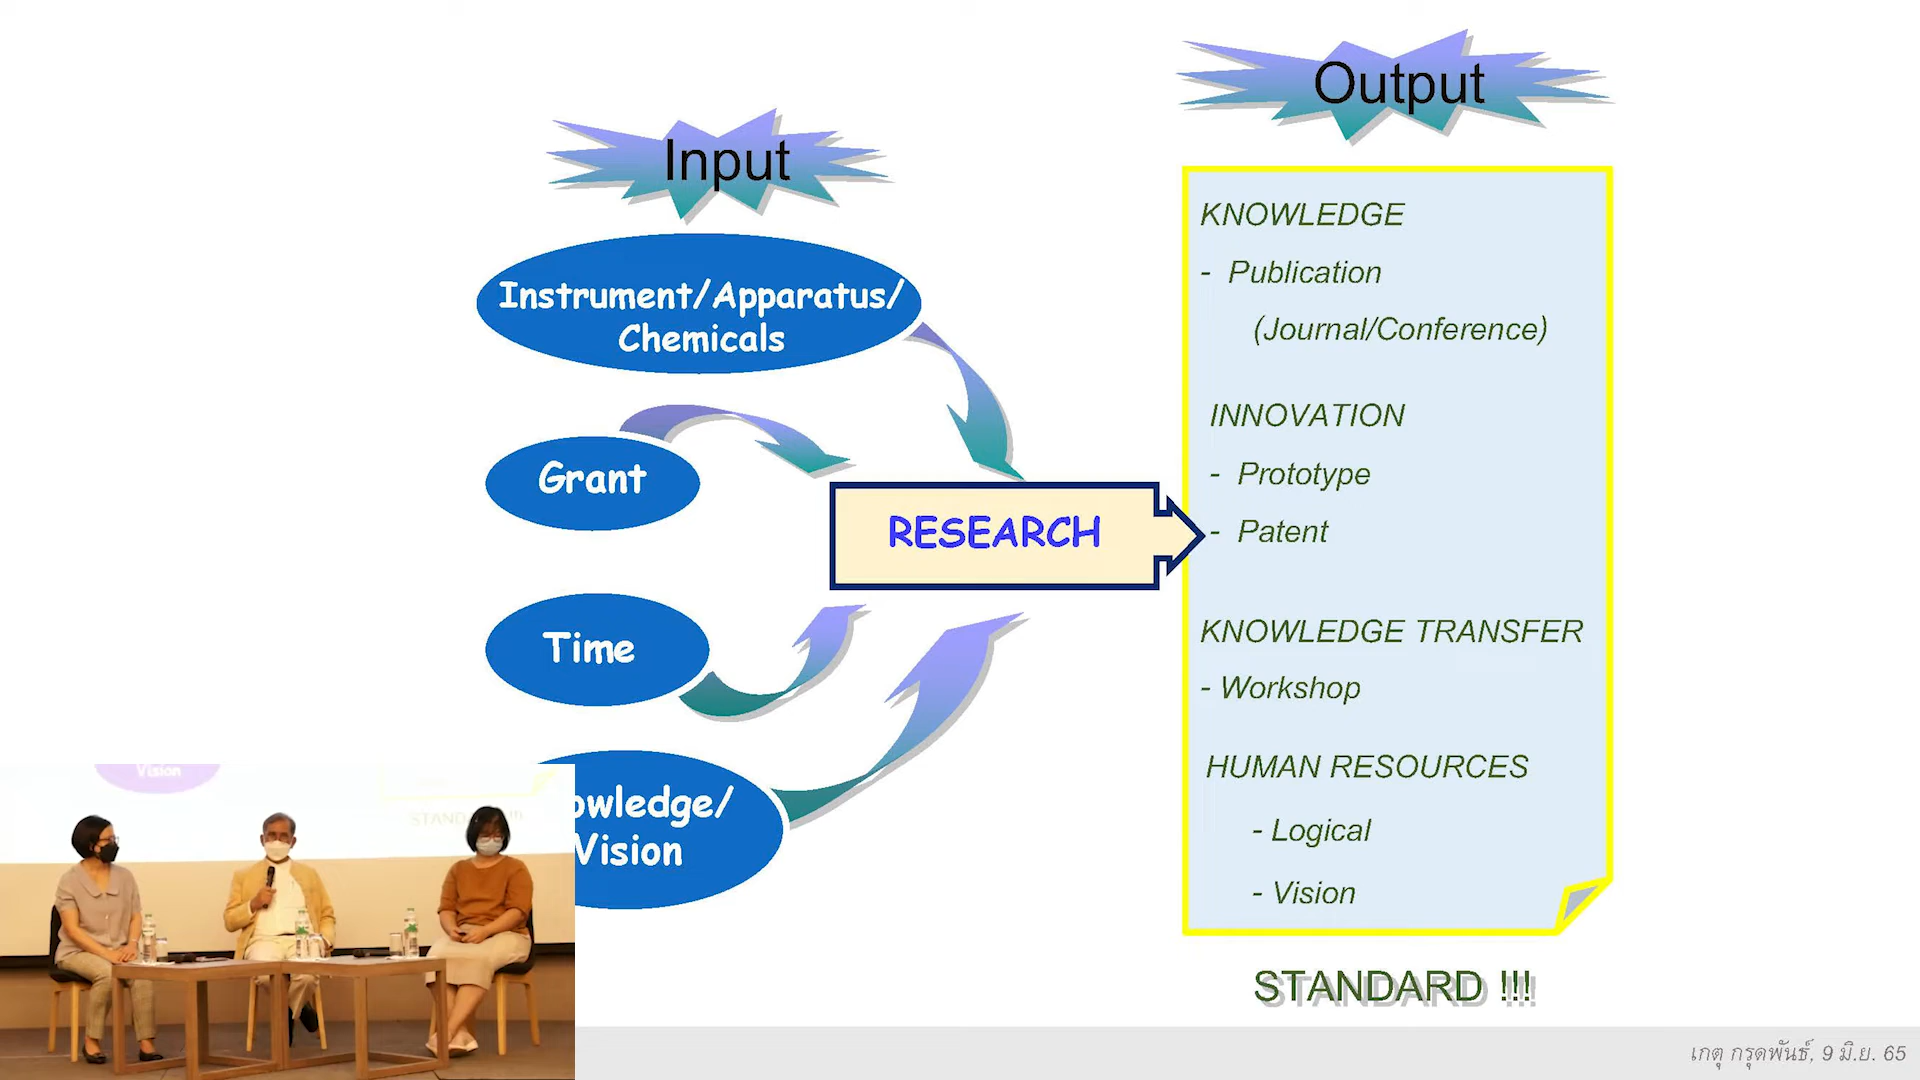 Output
Input
Instrument/Apparatus/
Chemicals
Grant
Time
owledge/
Vision
RESEARCH
KNOWLEDGE
- Publication
(Journal/Conference)
INNOVATION
- Prototype
- Patent
KNOWLEDGE TRANSFER
- Workshop
HUMAN RESOURCES
- Logical
- Vision
STANDARD !!!
Vision
เกตุ กรุดพันธ์, 9 มิ.ย. 65